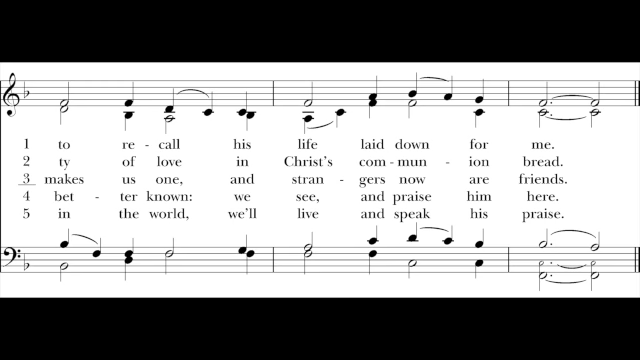 1 to re - call his life laid down for me.
2 ty of love in Christ's com - mun - ion bread.
3 makes us one, and stran - gers now are friends.
4 bet - ter known: we see, and praise him here.
5 in the world, we'll live and speak his praise.